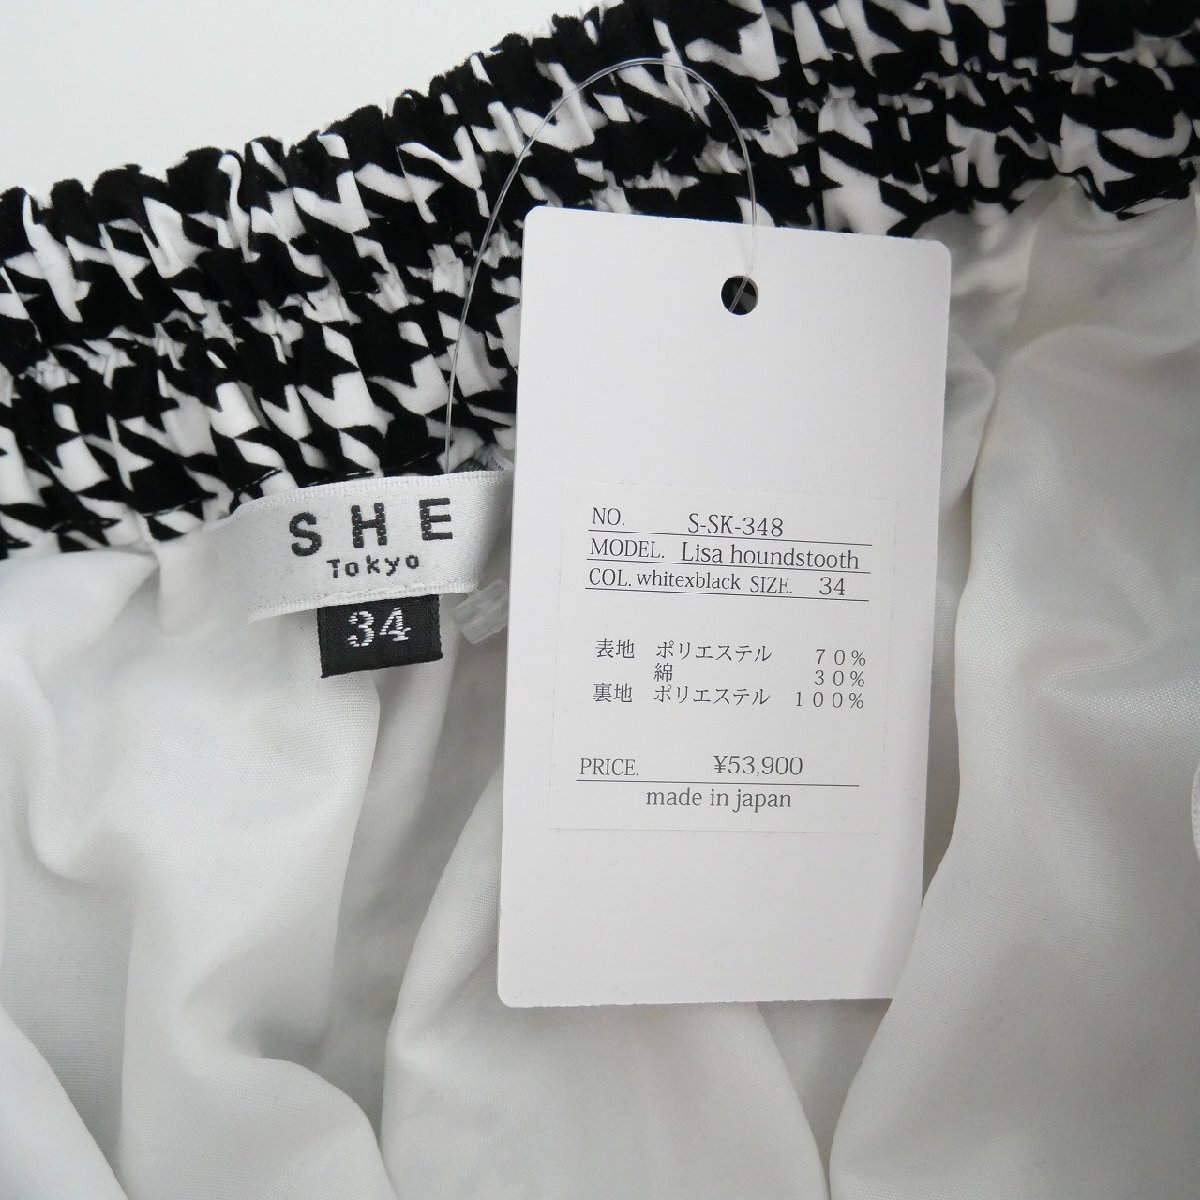 SHE
Tokyo
34
NO. S-SK-348
MODEL. Lisa houndstooth
COL. whitexblack SIZE. 34
表地 ポリエステル 70%
綿 30%
裏地 ポリエステル 100%
PRICE. ¥53,900
made in japan